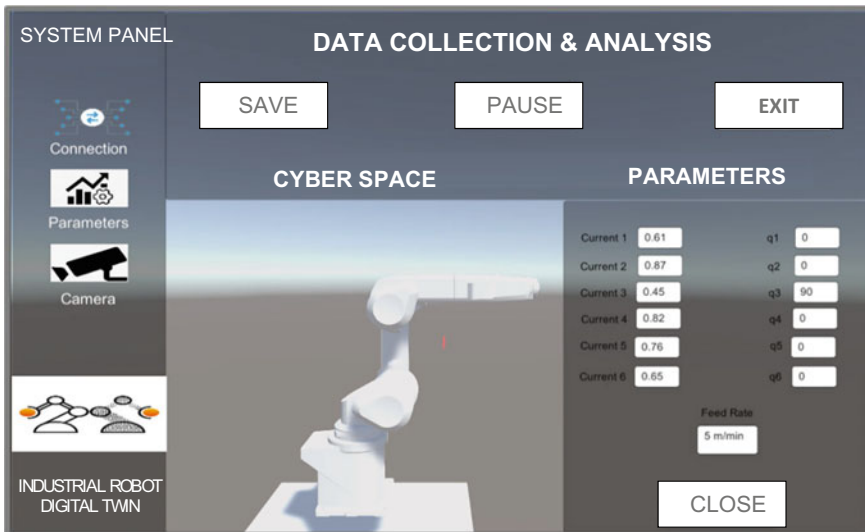 SYSTEM PANEL
DATA COLLECTION & ANALYSIS
SAVE
PAUSE
EXIT
Connection
CYBER SPACE
PARAMETERS
Parameters
Camera
Current 1 0.61 q1 0
Current 2 0.87 q2 0
Current 3 0.45 q3 90
Current 4 0.82 q4 0
Current 5 0.76 q5 0
Current 6 0.65 q6 0
Feed Rate
5 m/min
INDUSTRIAL ROBOT
DIGITAL TWIN
CLOSE